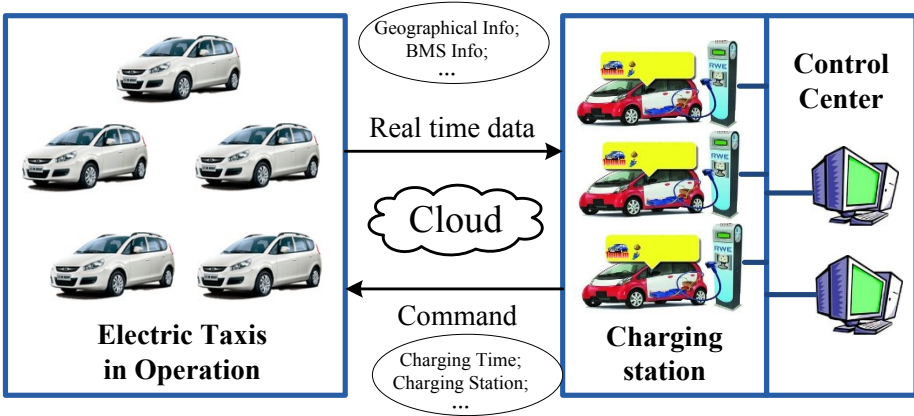 Geographical Info;
BMS Info;
...
Real time data
Cloud
Command
Charging Time;
Charging Station;
...
Electric Taxis
in Operation
RWE
RWE
RWE
Charging
station
Control
Center